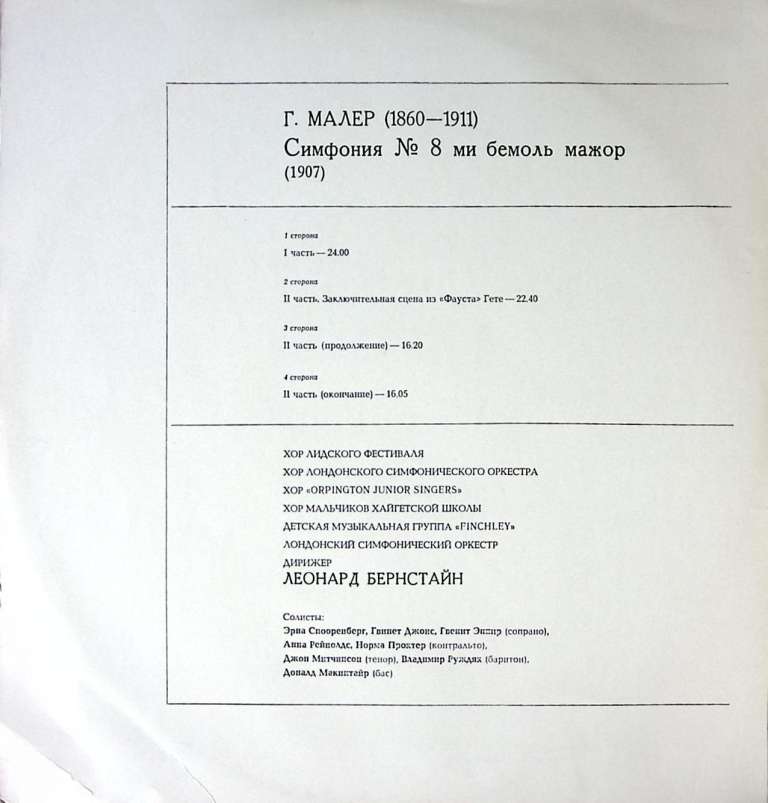 Г. МАЛЕР (1860—1911)
Симфония № 8 ми бемоль мажор
(1907)
1 сторона
I часть — 24.00
2 сторона
II часть. Заключительная сцена из «Фауста» Гете — 22.40
3 сторона
II часть (продолжение) — 16.20
4 сторона
II часть (окончание) — 16.05
ХОР ЛИДСКОГО ФЕСТИВАЛЯ
ХОР ЛОНДОНСКОГО СИМФОНИЧЕСКОГО ОРКЕСТРА
ХОР «ORPINGTON JUNIOR SINGERS»
ХОР МАЛЬЧИКОВ ХАЙГЕТСКОЙ ШКОЛЫ
ДЕТСКАЯ МУЗЫКАЛЬНАЯ ГРУППА «FINCHLEY»
ЛОНДОНСКИЙ СИМФОНИЧЕСКИЙ ОРКЕСТР
ДИРИЖЕР
ЛЕОНАРД БЕРНСТАЙН
Солисты:
Эрна Спооренберг, Гвинет Джонс, Гвенит (сопрано),
Анна Рейнолдс, Норма Проктер (контральто),
Джон Митчинсон (тенор), Владимир Руждяк (баритон),
Доналд Макинтайр (бас)